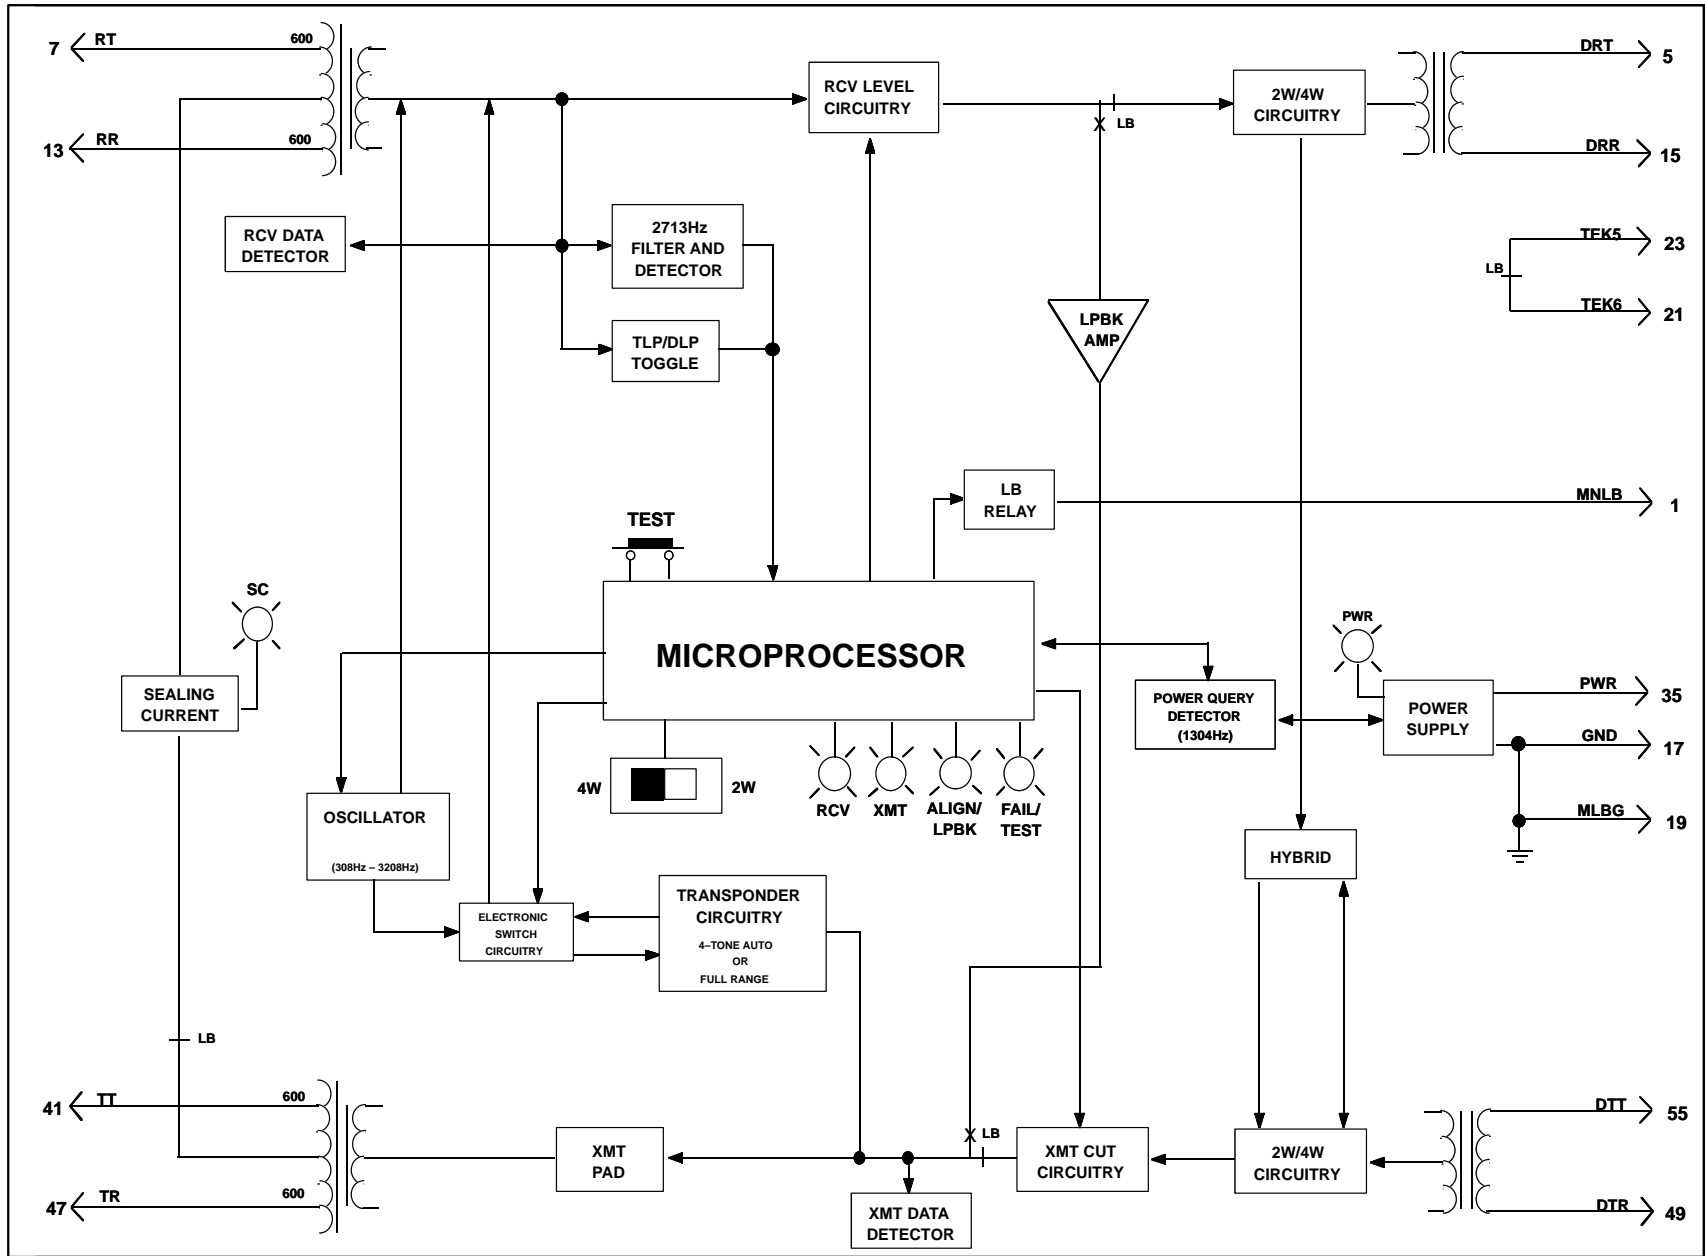 7 RT 600
13 RR 600
RCV LEVEL
CIRCUITRY
X LB
2W/4W
CIRCUITRY
DRT 5
DRR 15
RCV DATA
DETECTOR
2713Hz
FILTER AND
DETECTOR
TLP/DLP
TOGGLE
LPBK
AMP
TEK5 23
LB
TEK6 21
LB
RELAY
MNLB 1
TEST
SC
MICROPROCESSOR
SEALING
CURRENT
PWR
POWER QUERY
DETECTOR
(1304Hz)
POWER
SUPPLY
PWR 35
GND 17
MLBG 19
4W 2W
RCV
XMT
ALIGN/
LPBK
FAIL/
TEST
OSCILLATOR
(308Hz – 3208Hz)
HYBRID
ELECTRONIC
SWITCH
CIRCUITRY
TRANSPONDER
CIRCUITRY
4–TONE AUTO
OR
FULL RANGE
LB
41 TT 600
47 TR 600
XMT
PAD
X LB
XMT DATA
DETECTOR
XMT CUT
CIRCUITRY
2W/4W
CIRCUITRY
DTT 55
DTR 49